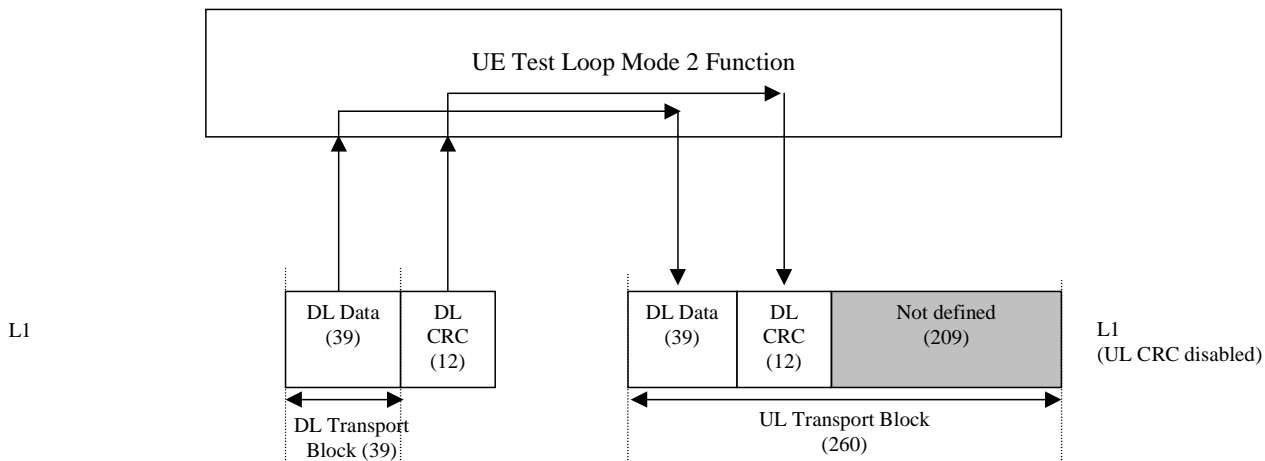 UE Test Loop Mode 2 Function
L1
DL Data
(39)
DL
CRC
(12)
DL Data
(39)
DL
CRC
(12)
Not defined
(209)
L1
(UL CRC disabled)
DL Transport
Block (39)
UL Transport Block
(260)